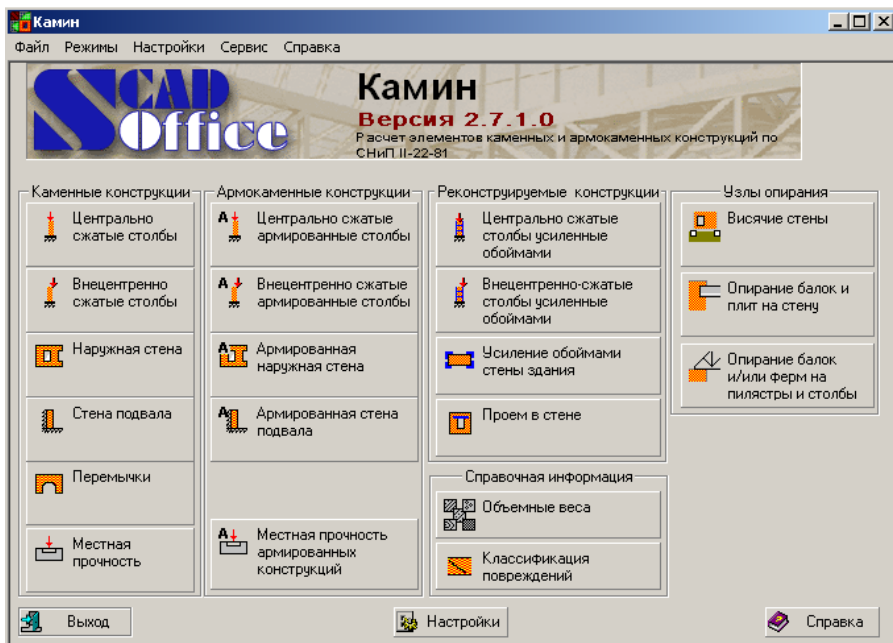 Камин
Файл Режимы Настройки Сервис Справка
SCAD
Office
Камин
Версия 2.7.1.0
Расчет элементов каменных и армокаменных конструкций по
СНиП II-22-81
Каменные конструкции
Центрально
сжатые столбы
Внецентренно
сжатые столбы
Наружная стена
Стена подвала
Перемычки
Местная
прочность
Армокаменные конструкции
Центрально сжатые
армированные столбы
Внецентренно сжатые
армированные столбы
Армированная
наружная стена
Армированная стена
подвала
Местная прочность
армированных
конструкций
Реконструируемые конструкции
Центрально сжатые
столбы усиленные
обоймами
Внецентренно-сжатые
столбы усиленные
обоймами
Усиление обоймами
стены здания
Проем в стене
Справочная информация
Объемные веса
Классификация
повреждений
Узлы опирания
Висячие стены
Опирание балок и
плит на стену
Опирание балок
и/или ферм на
пилястры и столбы
Выход
Настройки
Справка